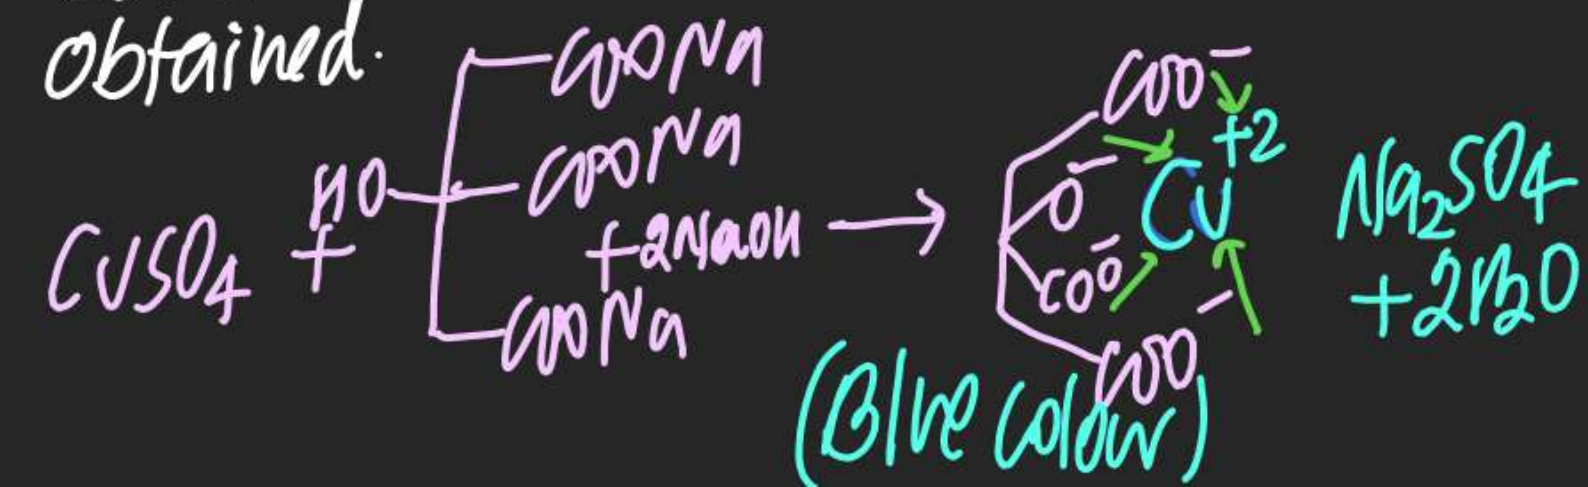 obtained.
COONa
HO COONa
CuSO4 + +2NaOH →
COONa
COO⁻
O⁻ Cu +2
COO⁻
COO⁻
Na2SO4
+2H2O
(Blue colour)